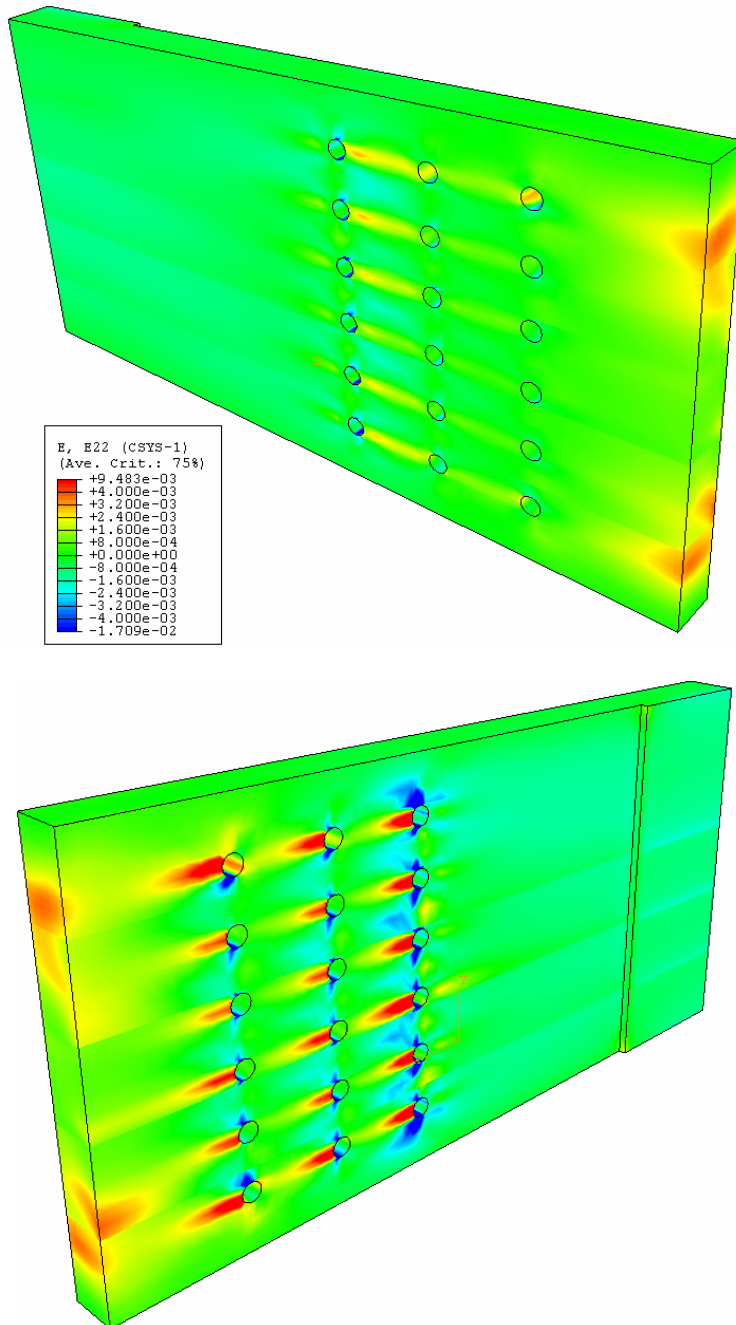 E, E22 (CSYS-1)
(Ave. Crit.: 75%)
+9.483e-03
+4.000e-03
+3.200e-03
+2.400e-03
+1.600e-03
+8.000e-04
+0.000e+00
-8.000e-04
-1.600e-03
-2.400e-03
-3.200e-03
-4.000e-03
-1.709e-02